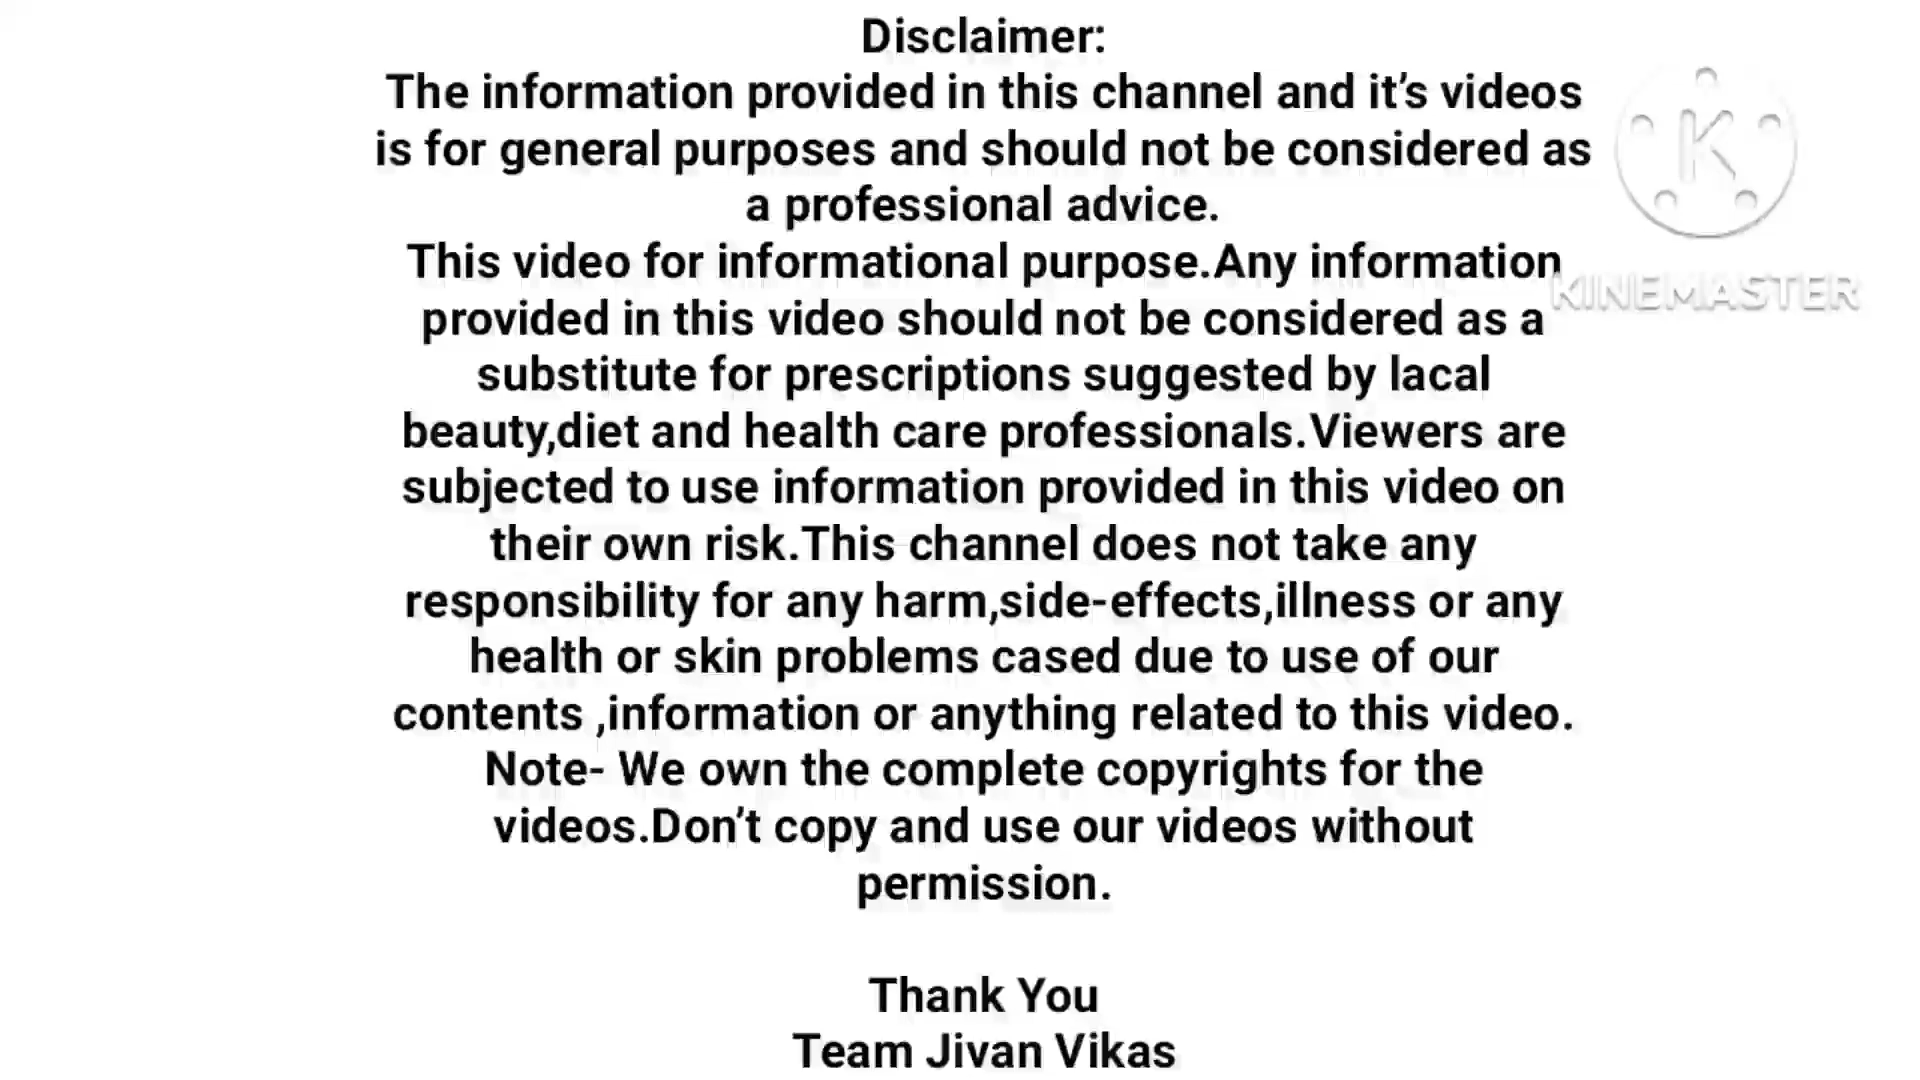 Disclaimer:
The information provided in this channel and it’s videos
is for general purposes and should not be considered as
a professional advice.
This video for informational purpose.Any information
provided in this video should not be considered as a
substitute for prescriptions suggested by lacal
beauty,diet and health care professionals.Viewers are
subjected to use information provided in this video on
their own risk.This channel does not take any
responsibility for any harm,side-effects,illness or any
health or skin problems cased due to use of our
contents ,information or anything related to this video.
Note- We own the complete copyrights for the
videos.Don’t copy and use our videos without
permission.
Thank You
Team Jivan Vikas
K
KINEMASTER